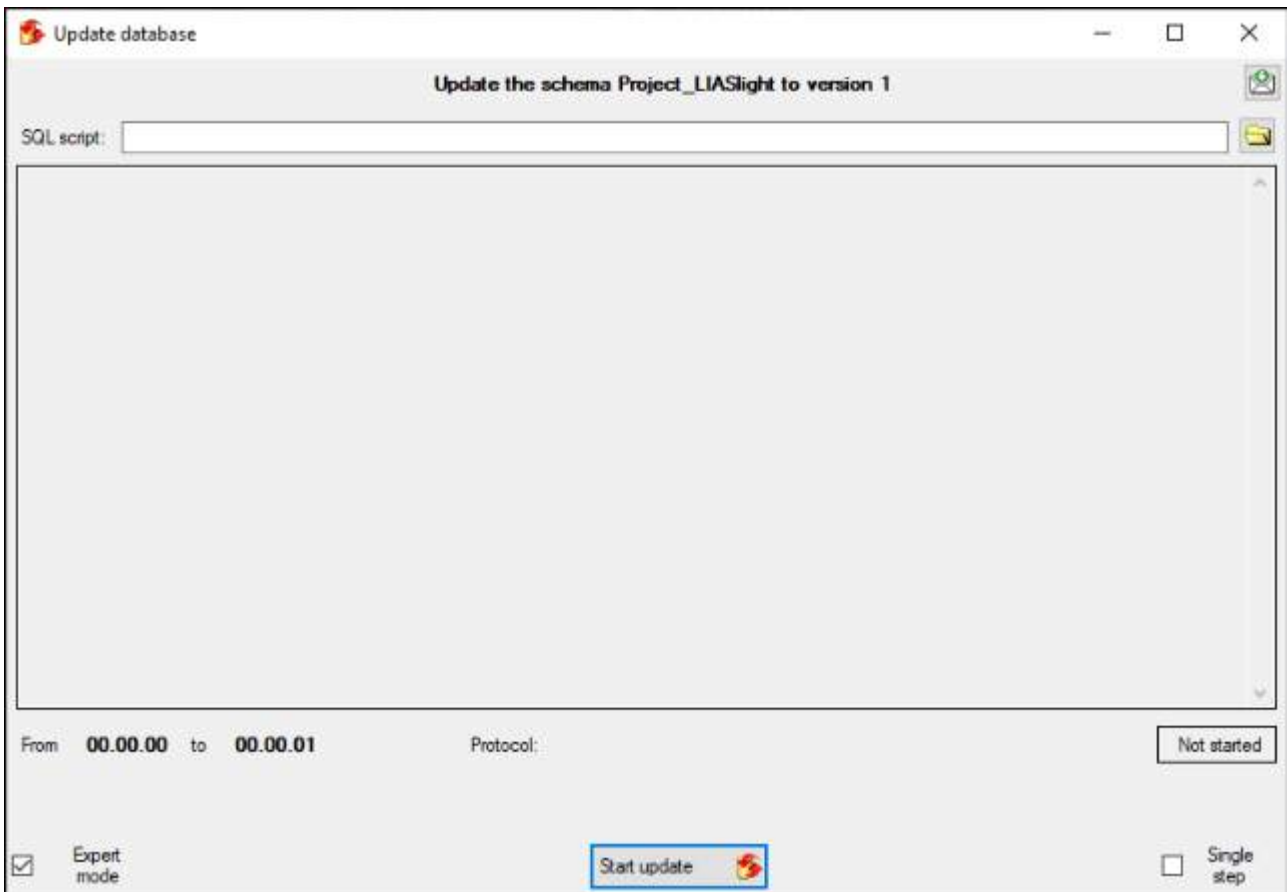 Update database
Update the schema Project_LIASlight to version 1
SQL script:
From 00.00.00 to 00.00.01 Protocol: Not started
Expert mode
Start update
Single step